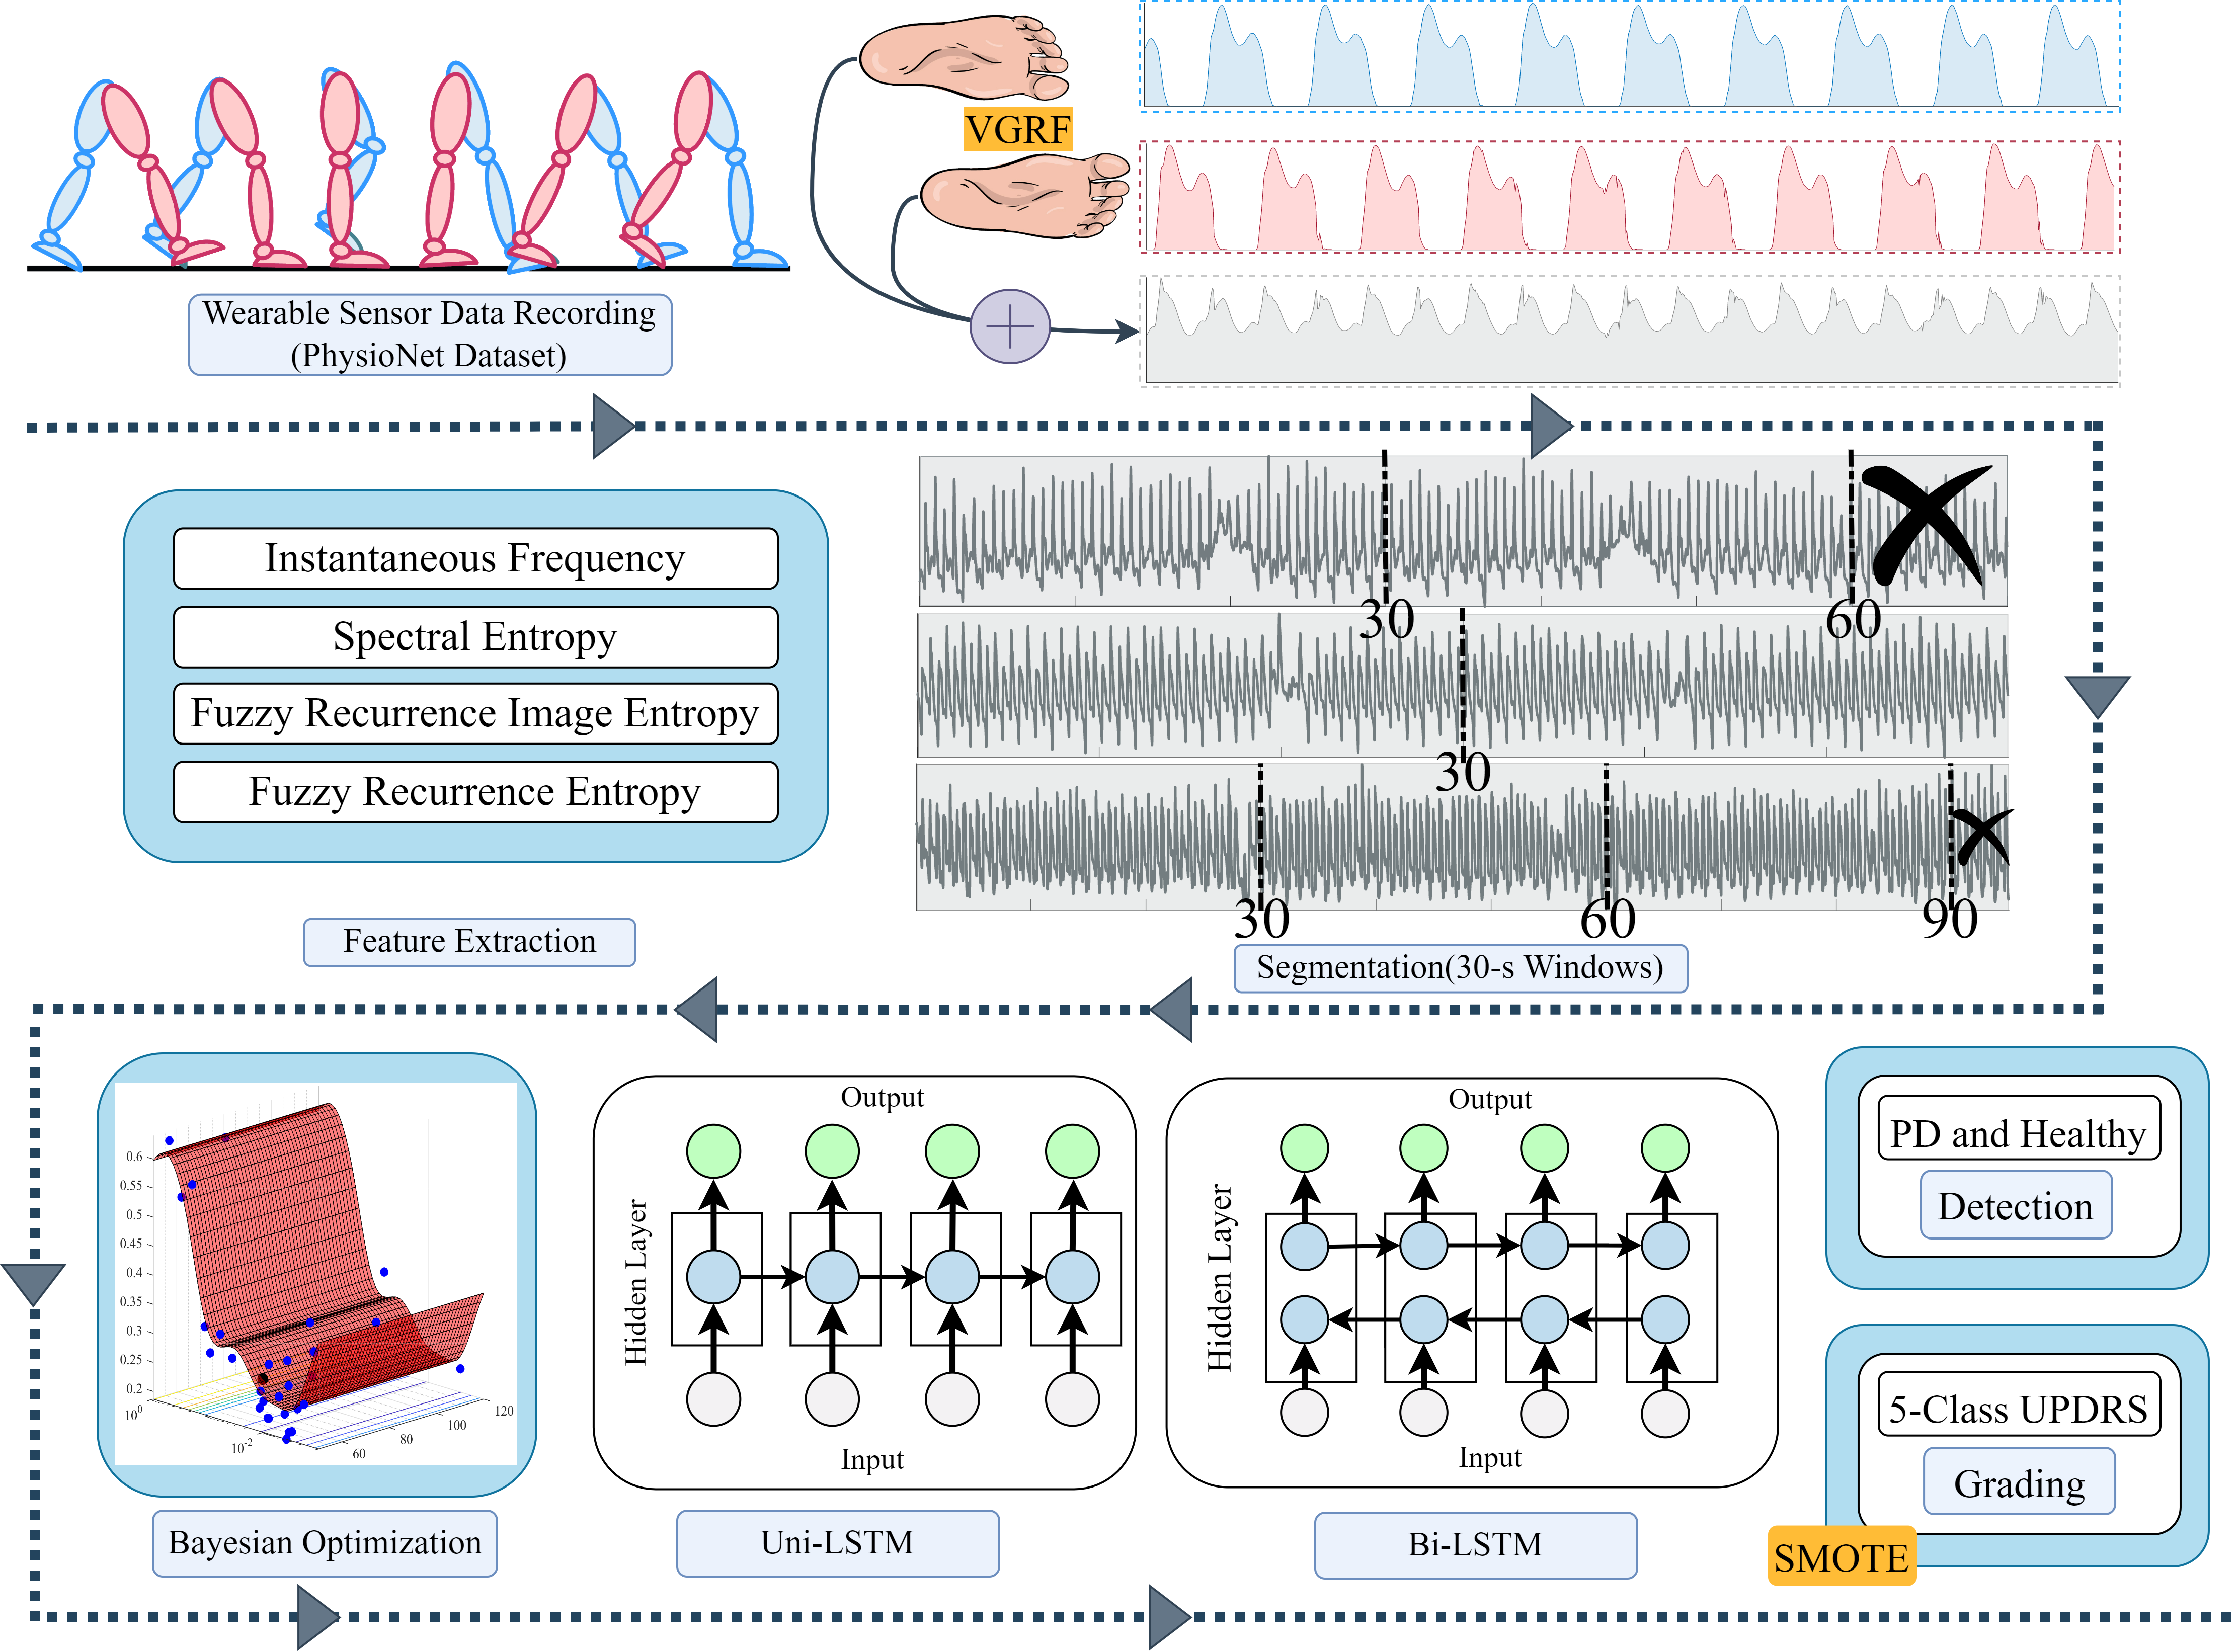 VGRF
Wearable Sensor Data Recording
(PhysioNet Dataset)
Instantaneous Frequency
Spectral Entropy
Fuzzy Recurrence Image Entropy
Fuzzy Recurrence Entropy
Feature Extraction
30
60
30
30
60
90
Segmentation(30-s Windows)
0.6
0.55
0.5
0.45
0.4
0.35
0.3
0.25
0.2
10^0
10^-2
60
80
100
120
Bayesian Optimization
Output
Hidden Layer
Input
Uni-LSTM
Output
Hidden Layer
Input
Bi-LSTM
PD and Healthy
Detection
5-Class UPDRS
Grading
SMOTE